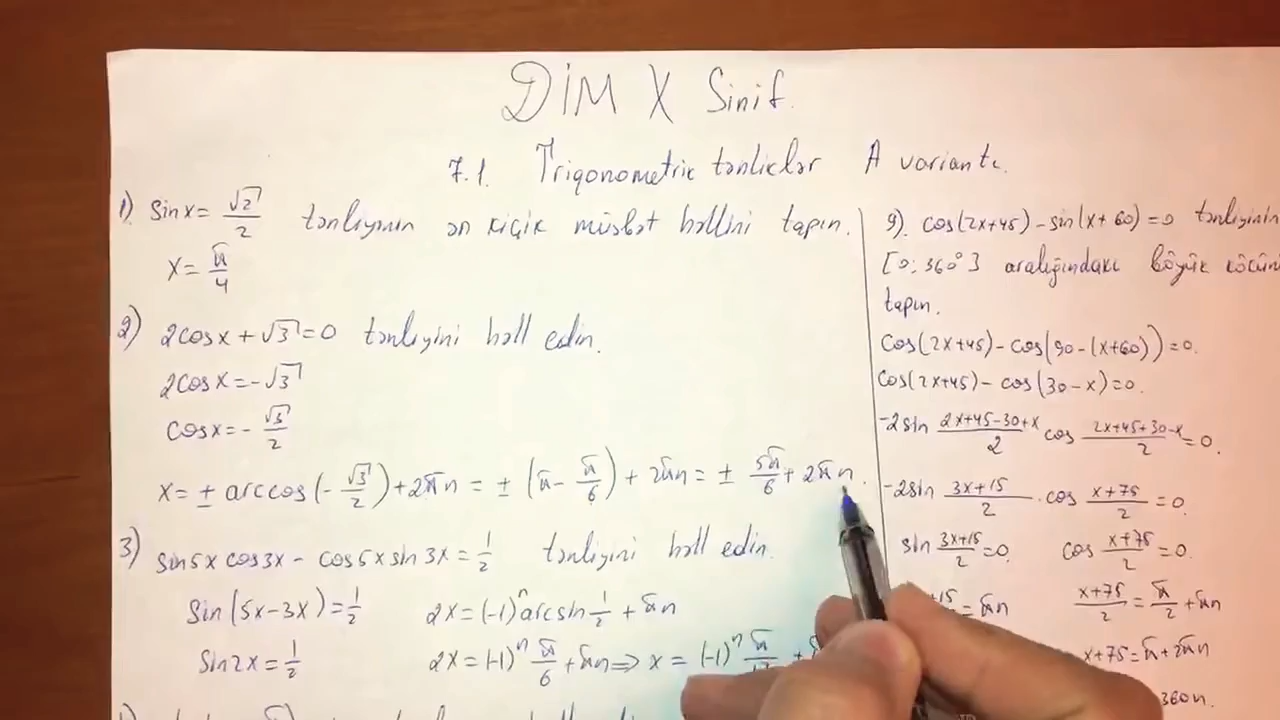 DİM X Sinif.
7.1. Triqonometrik tənliklər A variantı.
1) Sinx = √2/2 tənliyinin ən kiçik müsbət həllini tapın.
x = π/4
2) 2cosx + √3 = 0 tənliyini həll edin.
2cosx = -√3
cosx = - √3/2
x = ± arccos(- √3/2) + 2πn = ± (π - π/6) + 2πn = ± 5π/6 + 2πn.
3) sin5x cos3x - cos5x sin3x = 1/2 tənliyini həll edin.
Sin(5x-3x) = 1/2 2x = (-1)ⁿ arcsin 1/2 + πn
Sin2x = 1/2 2x = (-1)ⁿ π/6 + πn ⇒ x = (-1)ⁿ π/
9). cos(2x+45) - sin(x+60) = 0 tənliyinin
[0; 360°] aralığındakı böyük kökünü
tapın.
Cos(2x+45) - cos(90-(x+60)) = 0.
Cos(2x+45) - cos(30-x) = 0.
-2sin (2x+45-30+x)/2 cos (2x+45+30-x)/2 = 0.
-2sin (3x+15)/2 · cos (x+75)/2 = 0.
sin (3x+15)/2 = 0. cos (x+75)/2 = 0.
= πn (x+75)/2 = π/2 + πn
x+75 = π + 2πn
360n.